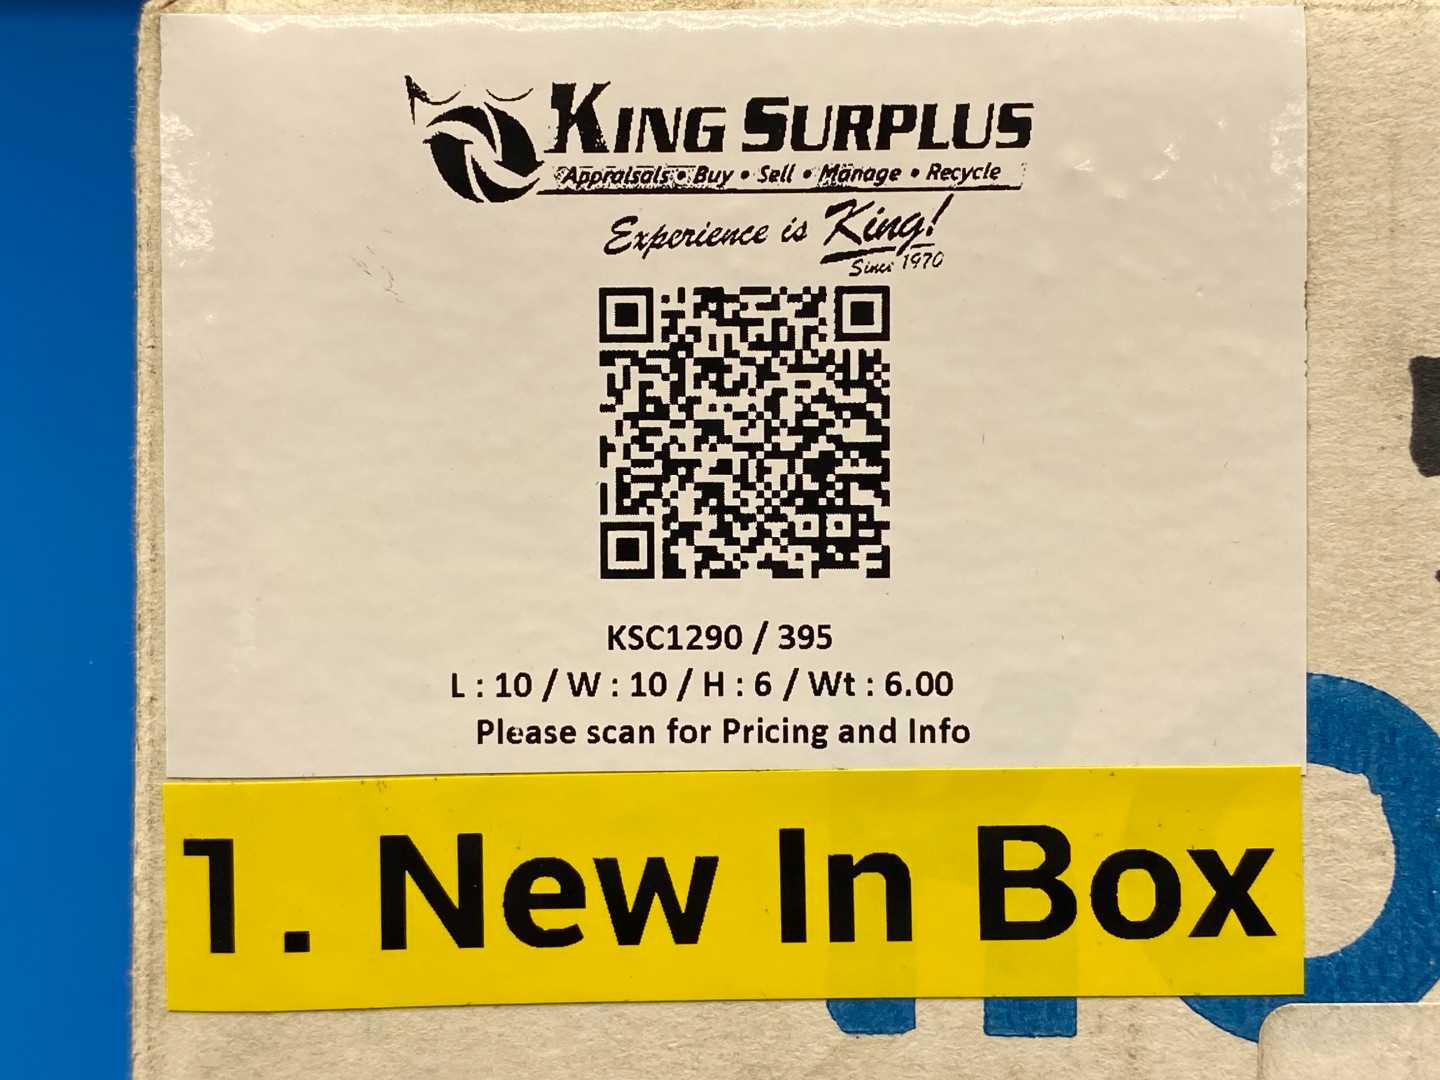 KING SURPLUS
Appraisals • Buy • Sell • Manage • Recycle
Experience is King!
Since 1970
KSC1290 / 395
L : 10 / W : 10 / H : 6 / Wt : 6.00
Please scan for Pricing and Info
1. New In Box